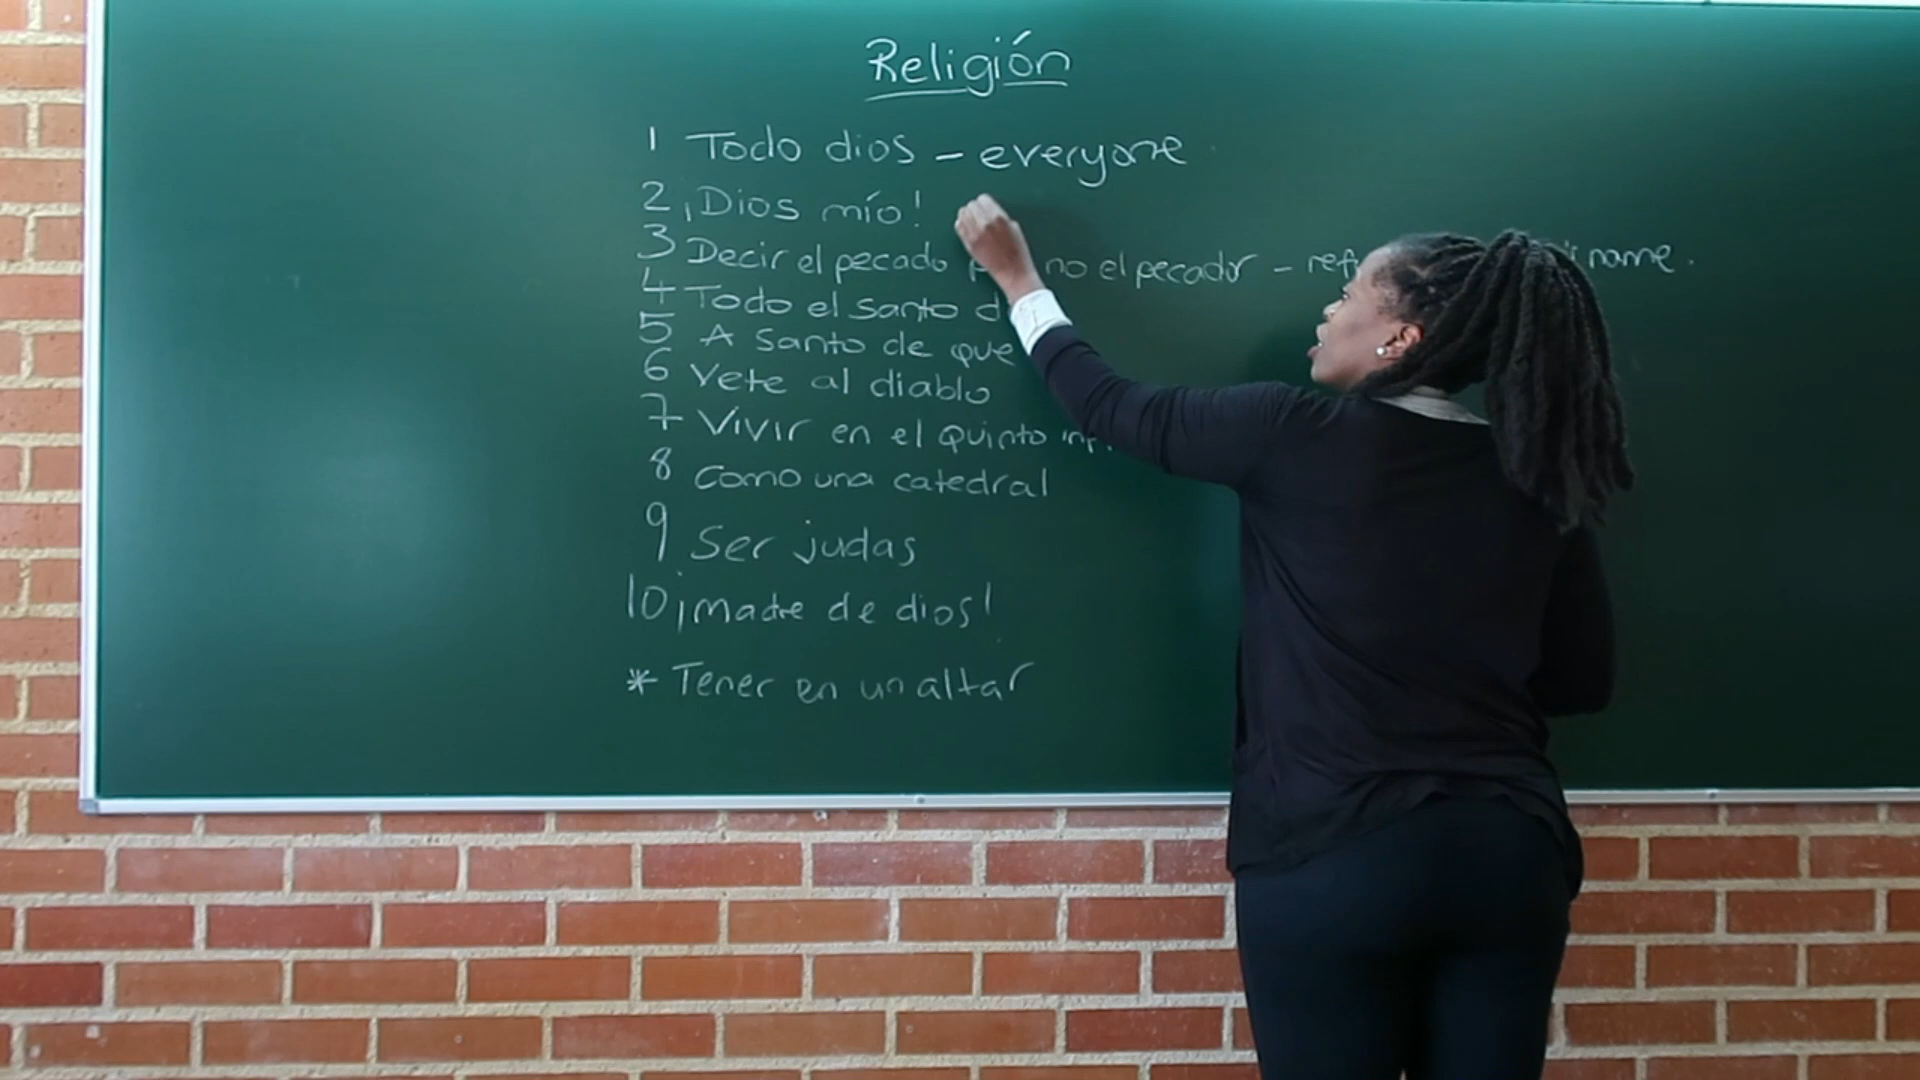 Religión
1 Todo dios - everyone
2 ¡Dios mío!
3 Decir el pecado no el pecador - name.
4 Todo el santo
5 A Santo de que
6 Vete al diablo
7 Vivir en el quinto
8 Como una catedral
9 Ser judas
10 ¡Madre de dios!
* Tener en un altar